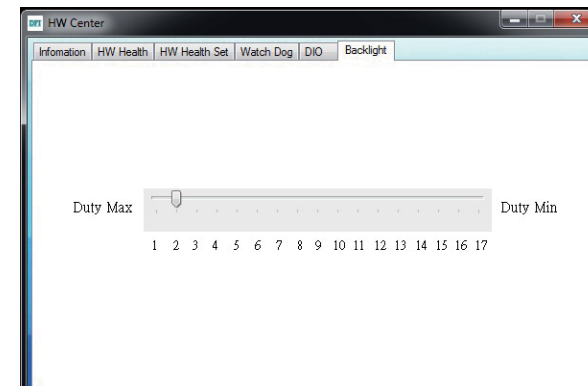 DFI HW Center
Infomation HW Health HW Health Set Watch Dog DIO Backlight
Duty Max Duty Min
1 2 3 4 5 6 7 8 9 10 11 12 13 14 15 16 17